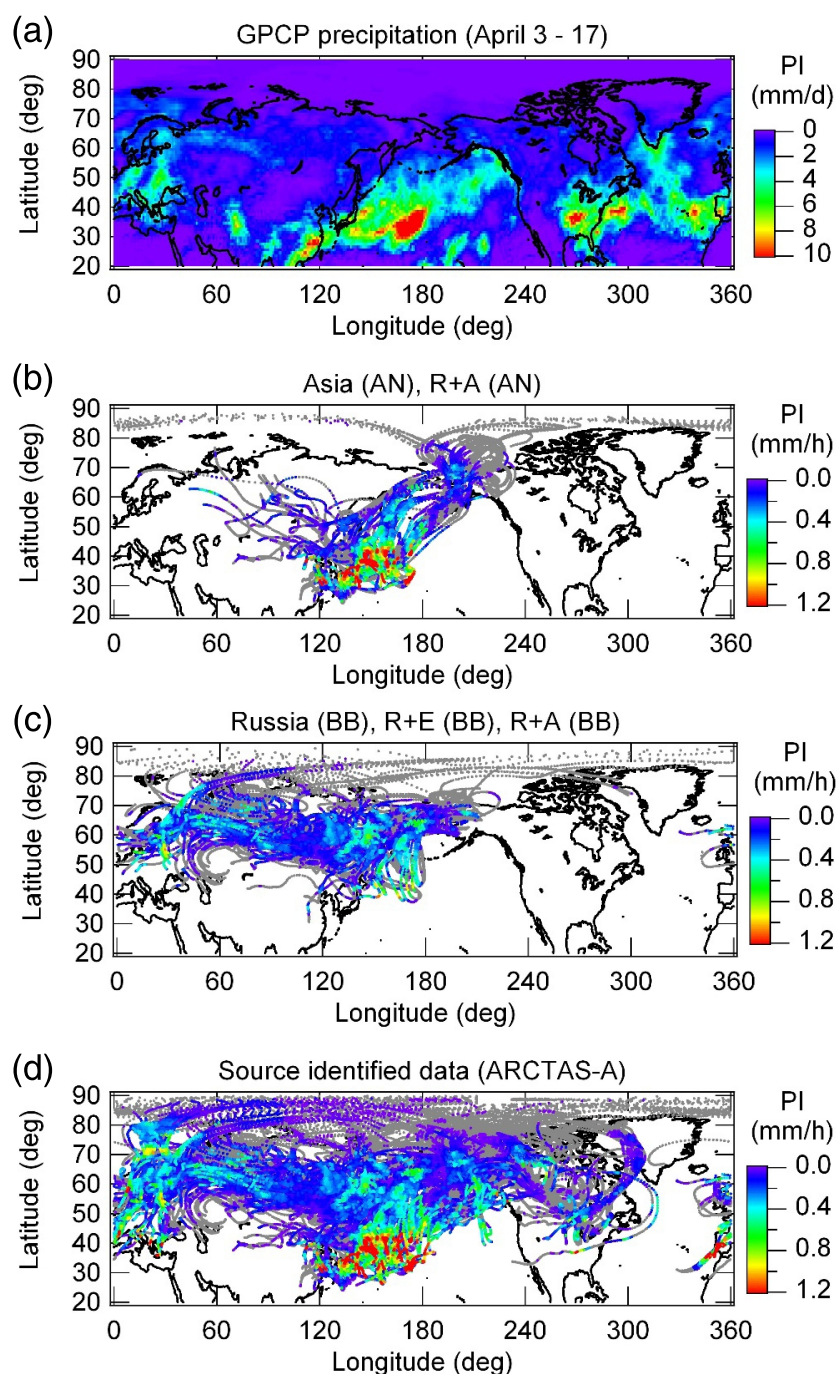 (a)
GPCP precipitation (April 3 - 17)
PI
(mm/d)
90
80
70
60
50
40
30
20
Latitude (deg)
0
2
4
6
8
10
0 60 120 180 240 300 360
Longitude (deg)
(b)
Asia (AN), R+A (AN)
PI
(mm/h)
90
80
70
60
50
40
30
20
Latitude (deg)
0.0
0.4
0.8
1.2
0 60 120 180 240 300 360
Longitude (deg)
(c)
Russia (BB), R+E (BB), R+A (BB)
PI
(mm/h)
90
80
70
60
50
40
30
20
Latitude (deg)
0.0
0.4
0.8
1.2
0 60 120 180 240 300 360
Longitude (deg)
(d)
Source identified data (ARCTAS-A)
PI
(mm/h)
90
80
70
60
50
40
30
20
Latitude (deg)
0.0
0.4
0.8
1.2
0 60 120 180 240 300 360
Longitude (deg)